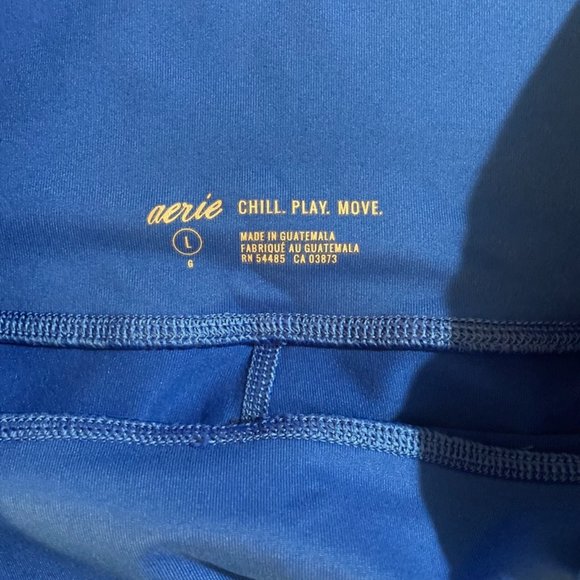 aerie CHILL. PLAY. MOVE.
L
G
MADE IN GUATEMALA
FABRIQUÉ AU GUATEMALA
RN 54485 CA 03873